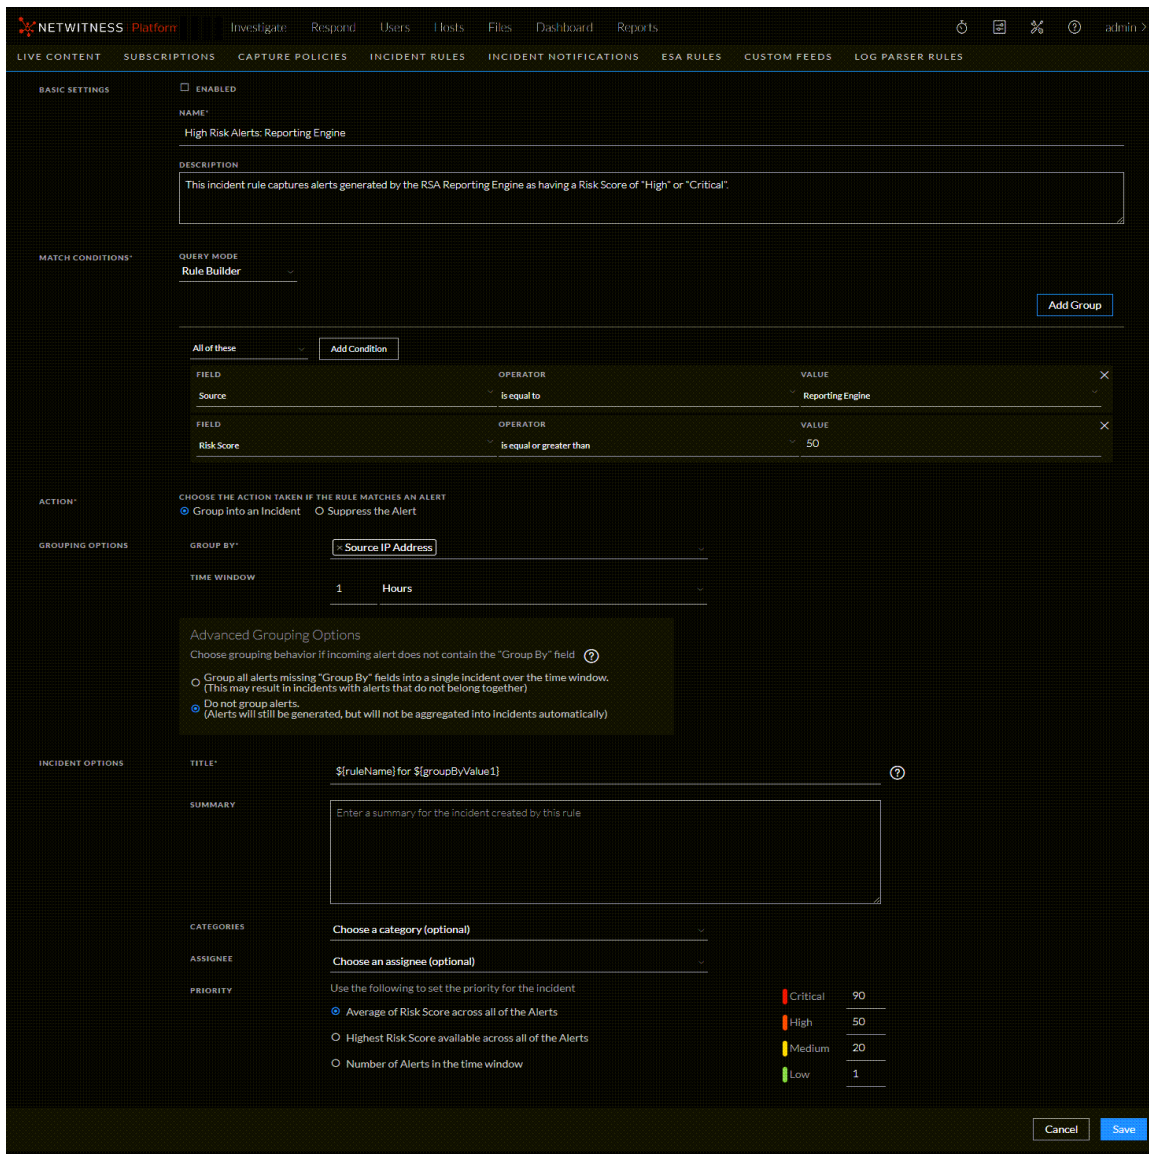 NETWITNESS Platform Investigate Respond Users Hosts Files Dashboard Reports admin >
LIVE CONTENT SUBSCRIPTIONS CAPTURE POLICIES INCIDENT RULES INCIDENT NOTIFICATIONS ESA RULES CUSTOM FEEDS LOG PARSER RULES
BASIC SETTINGS ENABLED
NAME*
High Risk Alerts: Reporting Engine
DESCRIPTION
This incident rule captures alerts generated by the RSA Reporting Engine as having a Risk Score of "High" or "Critical".
MATCH CONDITIONS* QUERY MODE
Rule Builder
Add Group
All of these Add Condition
FIELD OPERATOR VALUE
Source is equal to Reporting Engine
FIELD OPERATOR VALUE
Risk Score is equal or greater than 50
ACTION* CHOOSE THE ACTION TAKEN IF THE RULE MATCHES AN ALERT
Group into an Incident Suppress the Alert
GROUPING OPTIONS GROUP BY* × Source IP Address
TIME WINDOW 1 Hours
Advanced Grouping Options
Choose grouping behavior if incoming alert does not contain the "Group By" field ?
Group all alerts missing "Group By" fields into a single incident over the time window.
(This may result in incidents with alerts that do not belong together)
Do not group alerts.
(Alerts will still be generated, but will not be aggregated into incidents automatically)
INCIDENT OPTIONS TITLE* ${ruleName} for ${groupByValue1} ?
SUMMARY Enter a summary for the incident created by this rule
CATEGORIES Choose a category (optional)
ASSIGNEE Choose an assignee (optional)
PRIORITY Use the following to set the priority for the incident
Average of Risk Score across all of the Alerts
Highest Risk Score available across all of the Alerts
Number of Alerts in the time window
Critical 90
High 50
Medium 20
Low 1
Cancel Save